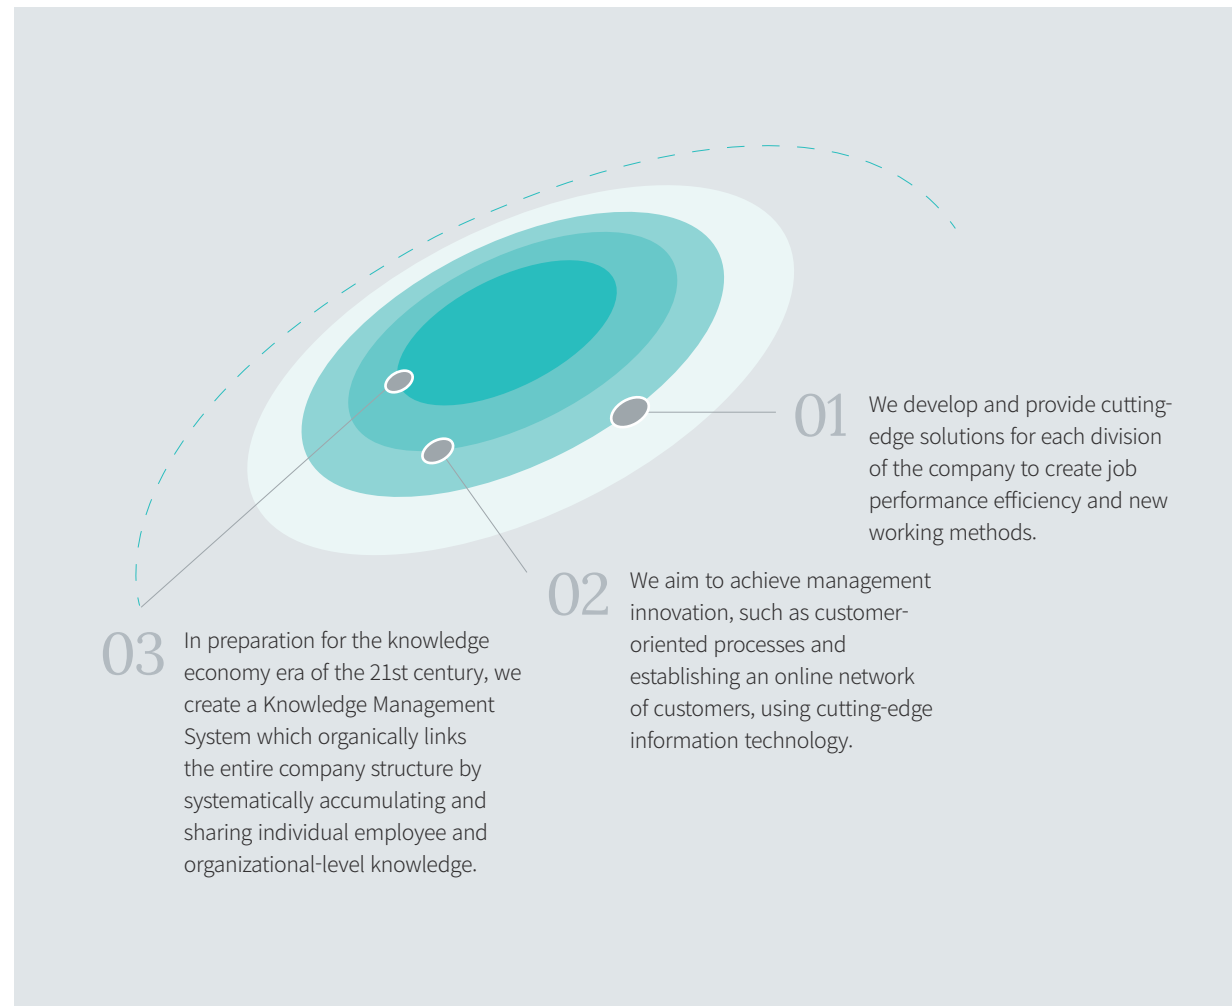 01
We develop and provide cutting-
edge solutions for each division
of the company to create job
performance efficiency and new
working methods.
02
We aim to achieve management
innovation, such as customer-
oriented processes and
establishing an online network
of customers, using cutting-edge
information technology.
03
In preparation for the knowledge
economy era of the 21st century, we
create a Knowledge Management
System which organically links
the entire company structure by
systematically accumulating and
sharing individual employee and
organizational-level knowledge.